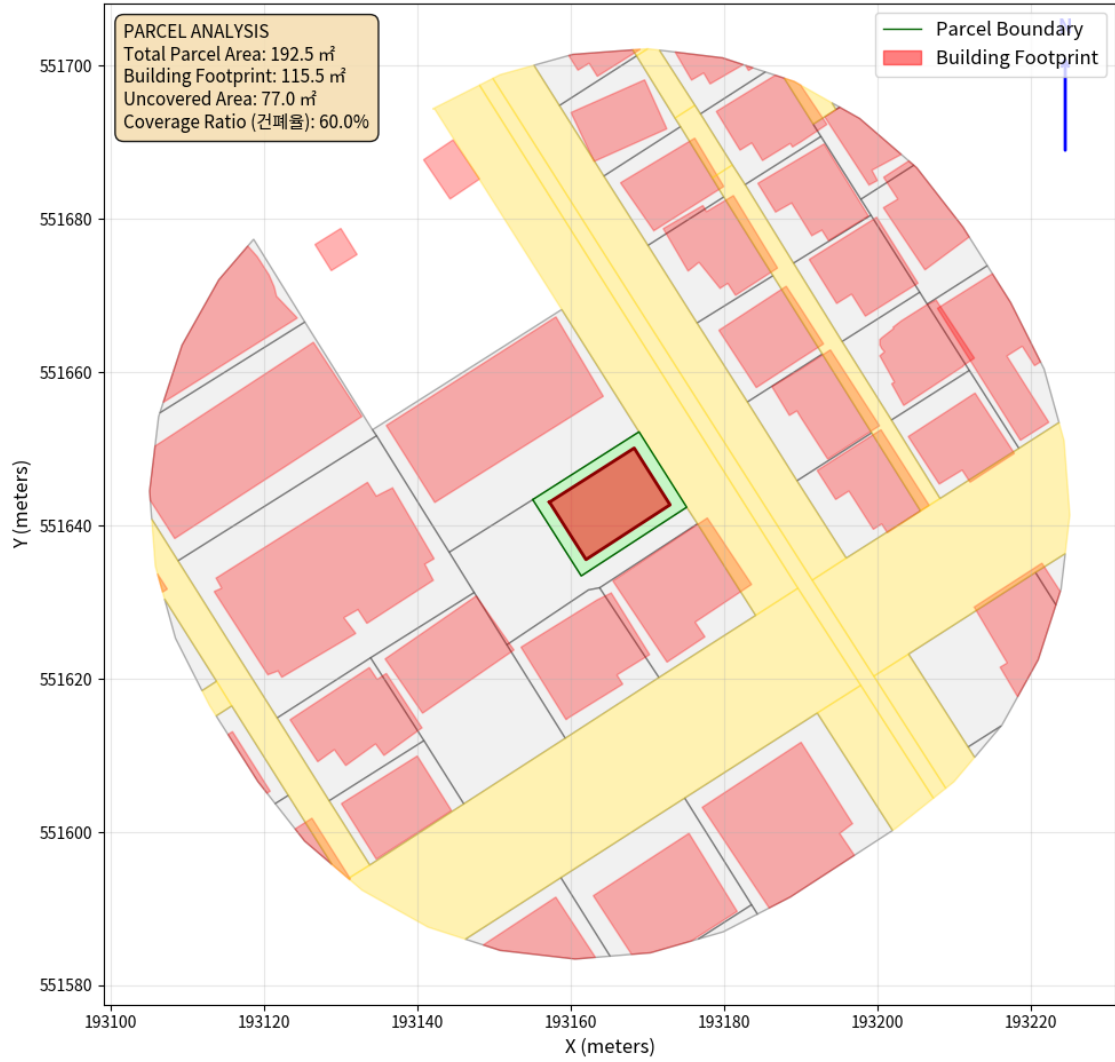 PARCEL ANALYSIS
Total Parcel Area: 192.5 ㎡
Building Footprint: 115.5 ㎡
Uncovered Area: 77.0 ㎡
Coverage Ratio (건폐율): 60.0%
Parcel Boundary
Building Footprint
N
551700
551680
551660
551640
551620
551600
551580
Y (meters)
193100
193120
193140
193160
193180
193200
193220
X (meters)